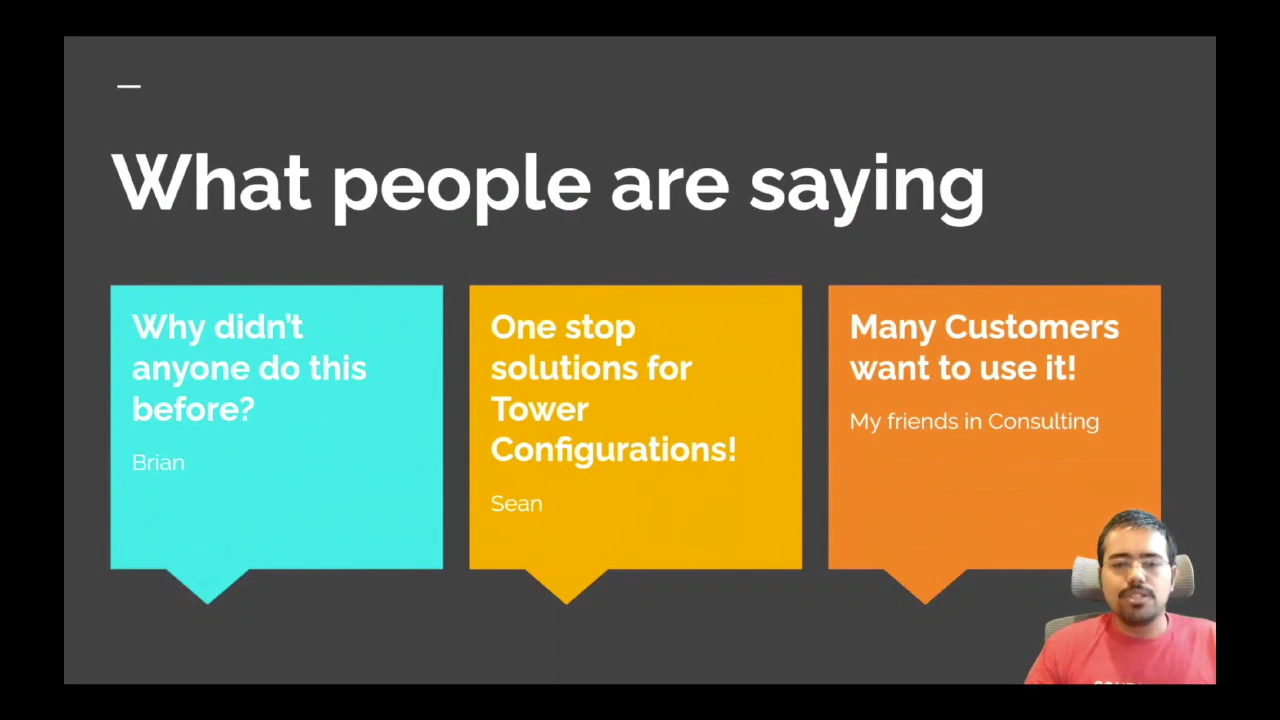 What people are saying
Why didn't
anyone do this
before?
Brian
One stop
solutions for
Tower
Configurations!
Sean
Many Customers
want to use it!
My friends in Consulting